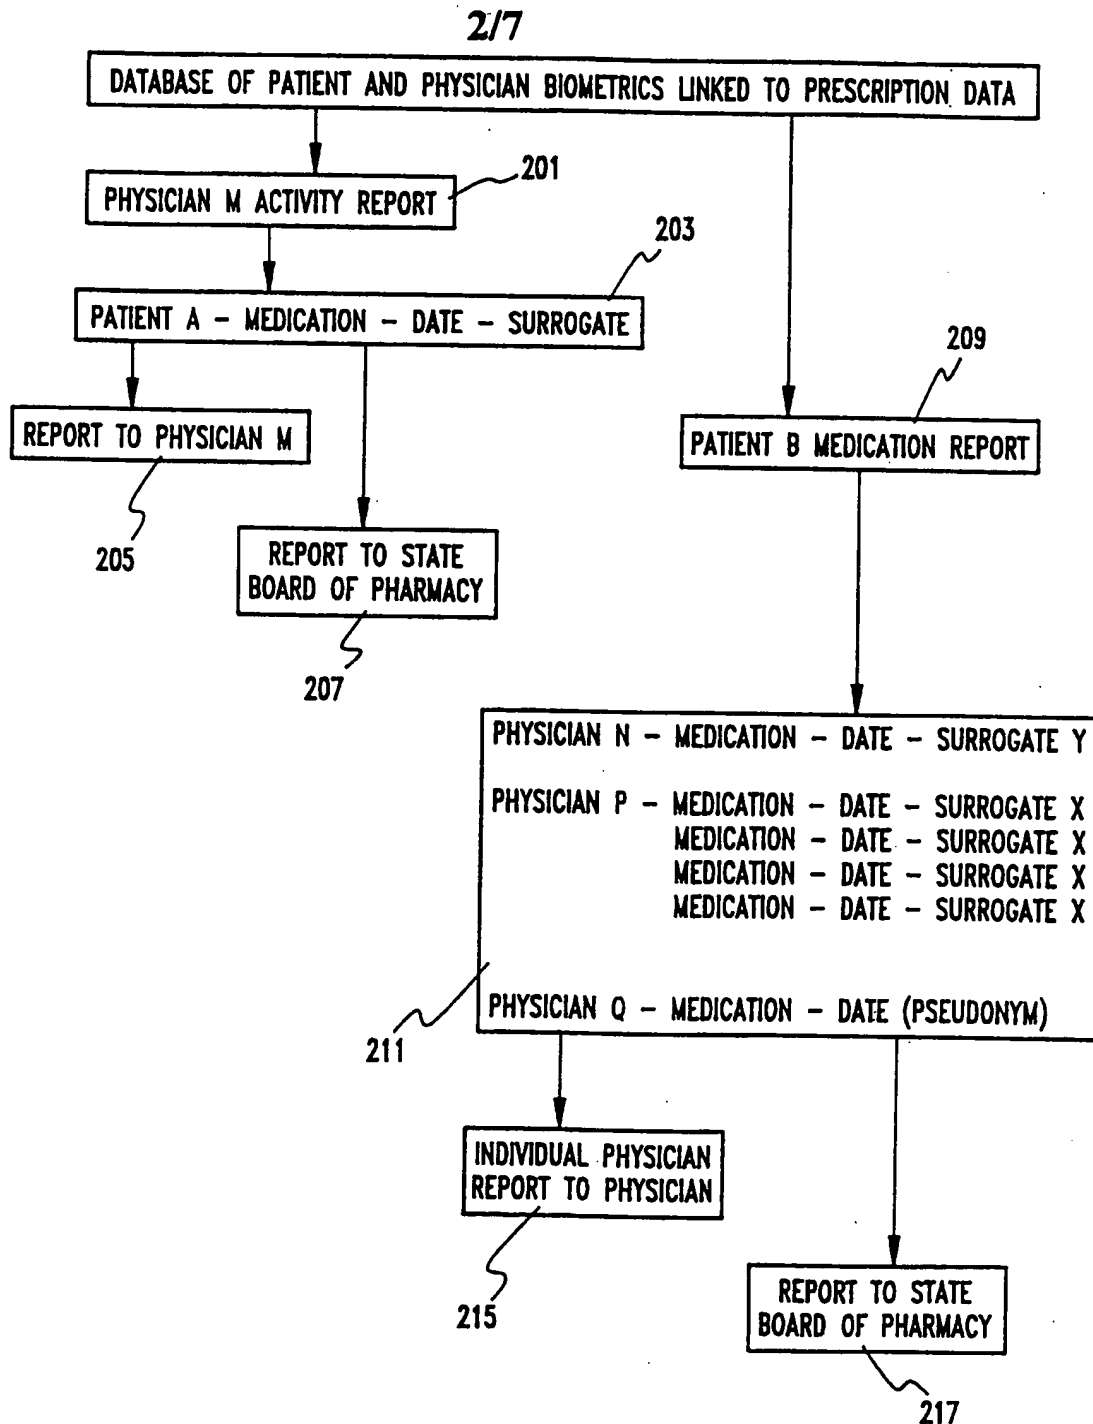 2/7
DATABASE OF PATIENT AND PHYSICIAN BIOMETRICS LINKED TO PRESCRIPTION DATA
201
PHYSICIAN M ACTIVITY REPORT
203
PATIENT A – MEDICATION – DATE – SURROGATE
209
REPORT TO PHYSICIAN M
PATIENT B MEDICATION REPORT
205
REPORT TO STATE
BOARD OF PHARMACY
207
PHYSICIAN N – MEDICATION – DATE – SURROGATE Y
PHYSICIAN P – MEDICATION – DATE – SURROGATE X
MEDICATION – DATE – SURROGATE X
MEDICATION – DATE – SURROGATE X
MEDICATION – DATE – SURROGATE X
PHYSICIAN Q – MEDICATION – DATE (PSEUDONYM)
211
INDIVIDUAL PHYSICIAN
REPORT TO PHYSICIAN
215
REPORT TO STATE
BOARD OF PHARMACY
217